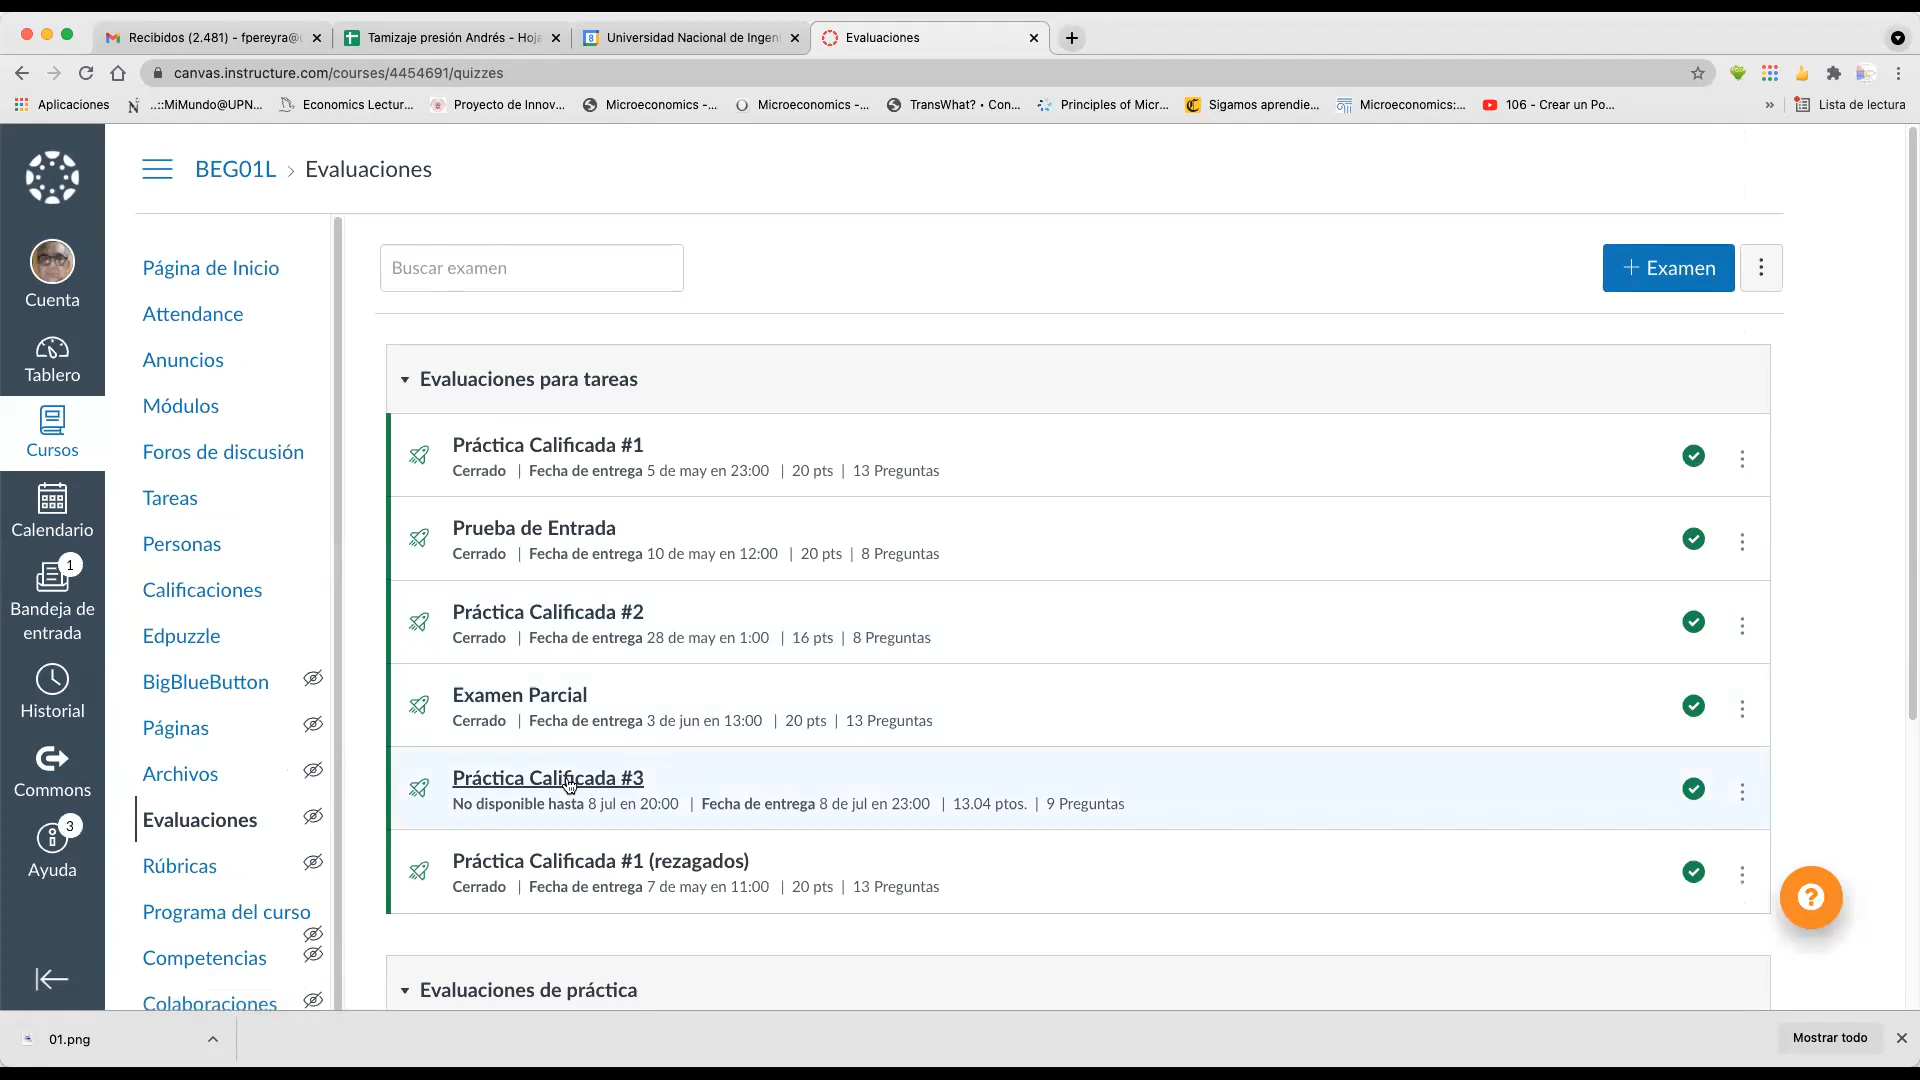 Recibidos (2.481) - fpereyra@
Tamizaje presión Andrés - Hoja
Universidad Nacional de Ingen
Evaluaciones
canvas.instructure.com/courses/4454691/quizzes
Aplicaciones
..::MiMundo@UPN...
Economics Lectur...
Proyecto de Innov...
Microeconomics -...
Microeconomics -...
TransWhat? • Con...
Principles of Micr...
Sigamos aprendie...
Microeconomics:...
106 - Crear un Po...
»
Lista de lectura
BEG01L > Evaluaciones
Cuenta
Tablero
Cursos
Calendario
1
Bandeja de
entrada
Historial
Commons
3
Ayuda
Página de Inicio
Attendance
Anuncios
Módulos
Foros de discusión
Tareas
Personas
Calificaciones
Edpuzzle
BigBlueButton
Páginas
Archivos
Evaluaciones
Rúbricas
Programa del curso
Competencias
Colaboraciones
Buscar examen
+ Examen
Evaluaciones para tareas
Práctica Calificada #1
Cerrado | Fecha de entrega 5 de may en 23:00 | 20 pts | 13 Preguntas
Prueba de Entrada
Cerrado | Fecha de entrega 10 de may en 12:00 | 20 pts | 8 Preguntas
Práctica Calificada #2
Cerrado | Fecha de entrega 28 de may en 1:00 | 16 pts | 8 Preguntas
Examen Parcial
Cerrado | Fecha de entrega 3 de jun en 13:00 | 20 pts | 13 Preguntas
Práctica Calificada #3
No disponible hasta 8 jul en 20:00 | Fecha de entrega 8 de jul en 23:00 | 13.04 ptos. | 9 Preguntas
Práctica Calificada #1 (rezagados)
Cerrado | Fecha de entrega 7 de may en 11:00 | 20 pts | 13 Preguntas
Evaluaciones de práctica
01.png
Mostrar todo